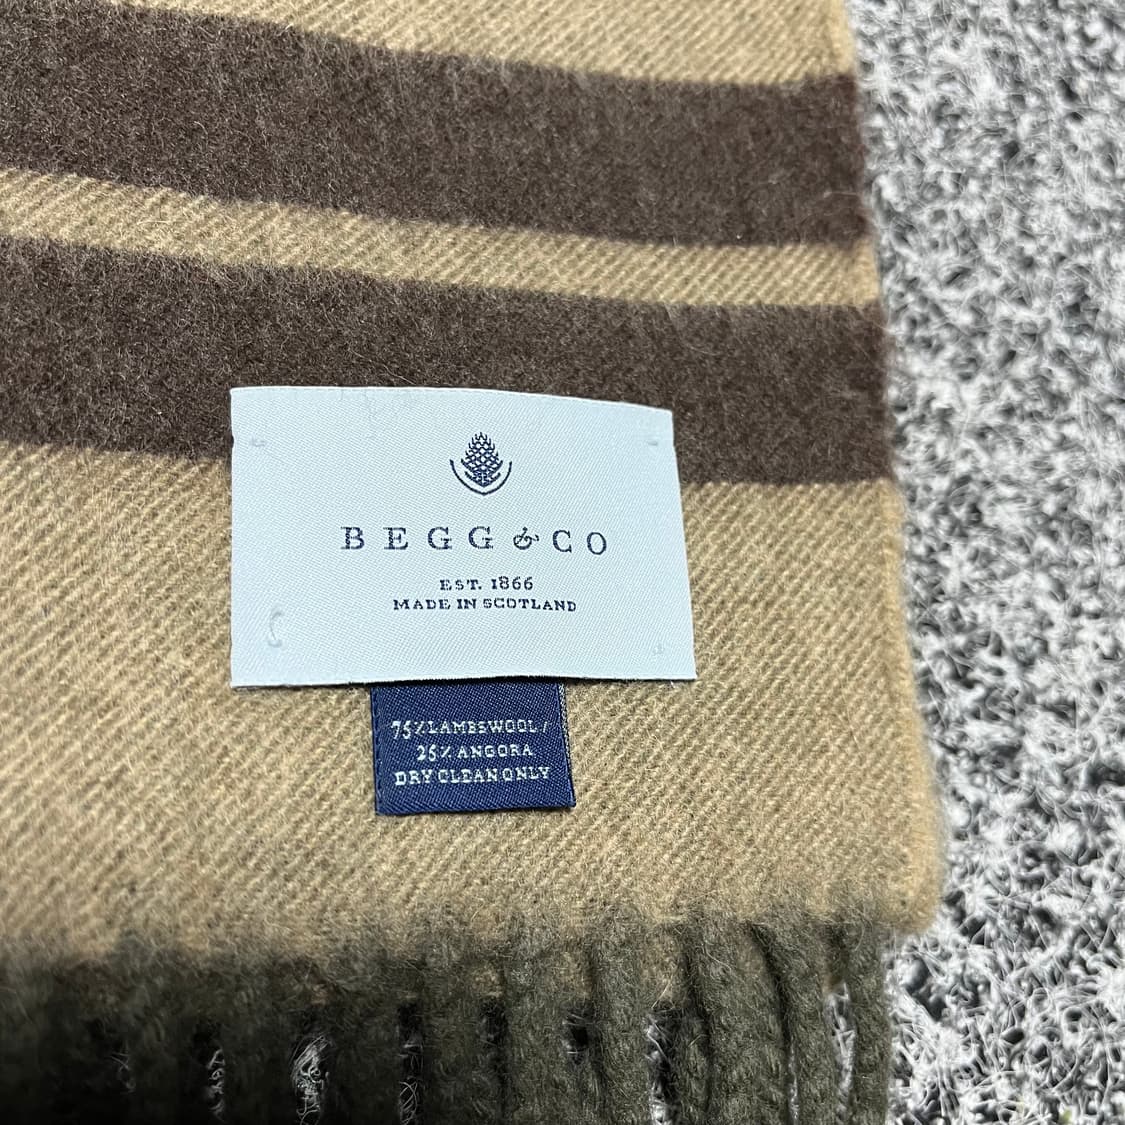 BEGG & CO
EST. 1866
MADE IN SCOTLAND
75% LAMBSWOOL /
25% ANGORA
DRY CLEAN ONLY